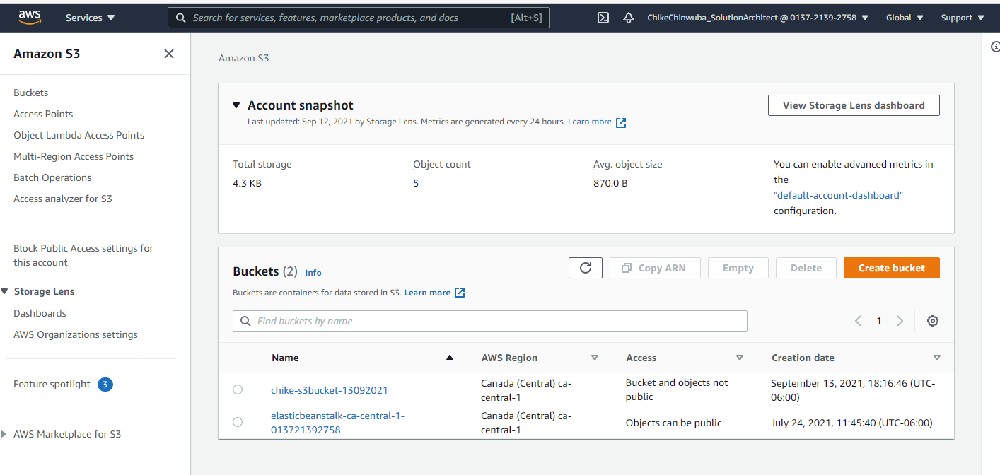 aws
Services
Search for services, features, marketplace products, and docs [Alt+S]
ChikeChinwuba_SolutionArchitect @ 0137-2139-2758
Global
Support
Amazon S3
Buckets
Access Points
Object Lambda Access Points
Multi-Region Access Points
Batch Operations
Access analyzer for S3
Block Public Access settings for
this account
Storage Lens
Dashboards
AWS Organizations settings
Feature spotlight 3
AWS Marketplace for S3
Amazon S3
Account snapshot
Last updated: Sep 12, 2021 by Storage Lens. Metrics are generated every 24 hours. Learn more
View Storage Lens dashboard
Total storage
4.3 KB
Object count
5
Avg. object size
870.0 B
You can enable advanced metrics in
the
"default-account-dashboard"
configuration.
Buckets (2) Info
Copy ARN
Empty
Delete
Create bucket
Buckets are containers for data stored in S3. Learn more
Find buckets by name
1
Name
AWS Region
Access
Creation date
chike-s3bucket-13092021
Canada (Central) ca-
central-1
Bucket and objects not
public
September 13, 2021, 18:16:46 (UTC-
06:00)
elasticbeanstalk-ca-central-1-
013721392758
Canada (Central) ca-
central-1
Objects can be public
July 24, 2021, 11:45:40 (UTC-06:00)